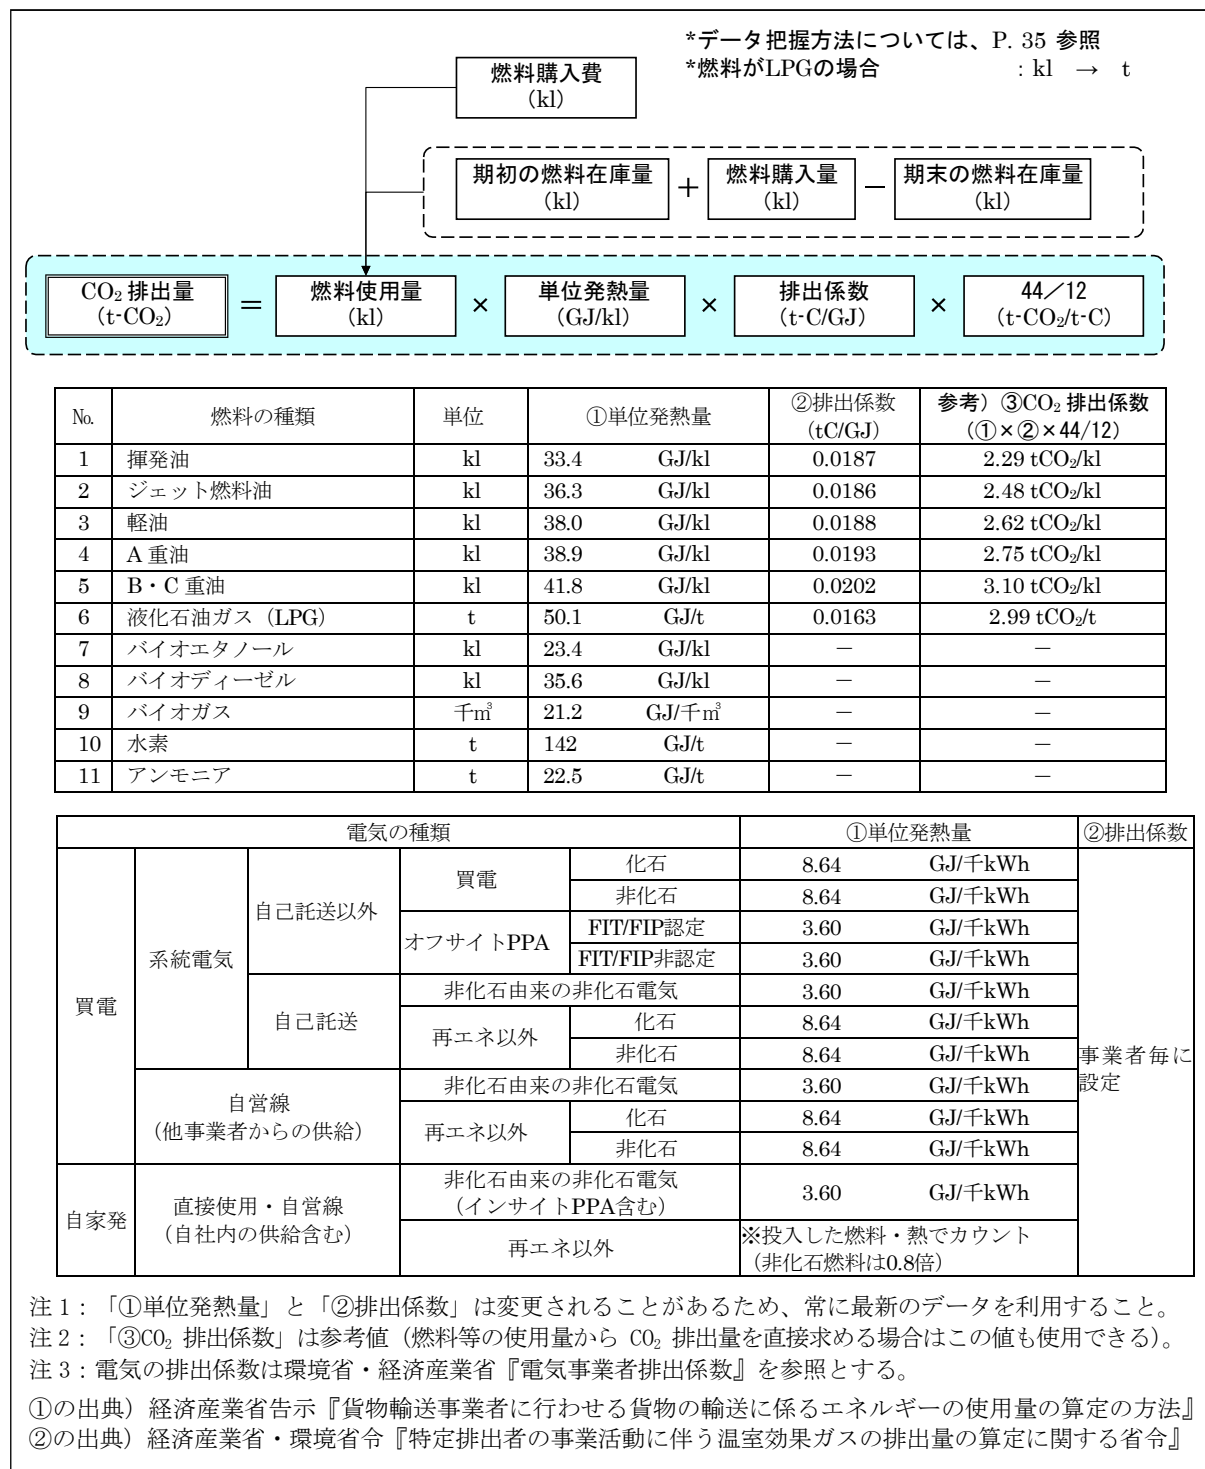 *データ把握方法については、P. 35 参照
*燃料がLPGの場合 : kl → t
燃料購入費
(kl)
期初の燃料在庫量
(kl)
+
燃料購入量
(kl)
－
期末の燃料在庫量
(kl)
CO₂ 排出量
(t-CO₂)
＝
燃料使用量
(kl)
×
単位発熱量
(GJ/kl)
×
排出係数
(t-C/GJ)
×
44／12
(t-CO₂/t-C)
№ 燃料の種類 単位 ①単位発熱量 ②排出係数 (tC/GJ) 参考）③CO₂ 排出係数 (①×②×44/12)
1 揮発油 kl 33.4 GJ/kl 0.0187 2.29 tCO₂/kl
2 ジェット燃料油 kl 36.3 GJ/kl 0.0186 2.48 tCO₂/kl
3 軽油 kl 38.0 GJ/kl 0.0188 2.62 tCO₂/kl
4 A 重油 kl 38.9 GJ/kl 0.0193 2.75 tCO₂/kl
5 B・C 重油 kl 41.8 GJ/kl 0.0202 3.10 tCO₂/kl
6 液化石油ガス（LPG） t 50.1 GJ/t 0.0163 2.99 tCO₂/t
7 バイオエタノール kl 23.4 GJ/kl － －
8 バイオディーゼル kl 35.6 GJ/kl － －
9 バイオガス 千㎥ 21.2 GJ/千㎥ － －
10 水素 t 142 GJ/t － －
11 アンモニア t 22.5 GJ/t － －
電気の種類 ①単位発熱量 ②排出係数
買電 系統電気 自己託送以外 買電 化石 8.64 GJ/千kWh
非化石 8.64 GJ/千kWh
オフサイトPPA FIT/FIP認定 3.60 GJ/千kWh
FIT/FIP非認定 3.60 GJ/千kWh
自己託送 非化石由来の非化石電気 3.60 GJ/千kWh
再エネ以外 化石 8.64 GJ/千kWh
非化石 8.64 GJ/千kWh
事業者毎に
設定
自営線
（他事業者からの供給）
非化石由来の非化石電気 3.60 GJ/千kWh
再エネ以外 化石 8.64 GJ/千kWh
非化石 8.64 GJ/千kWh
自家発
直接使用・自営線
（自社内の供給含む）
非化石由来の非化石電気
（インサイトPPA含む）
3.60 GJ/千kWh
再エネ以外
※投入した燃料・熱でカウント
（非化石燃料は0.8倍）
注 1：「①単位発熱量」と「②排出係数」は変更されることがあるため、常に最新のデータを利用すること。
注 2：「③CO₂ 排出係数」は参考値（燃料等の使用量から CO₂ 排出量を直接求める場合はこの値も使用できる）。
注 3：電気の排出係数は環境省・経済産業省『電気事業者排出係数』を参照とする。
①の出典）経済産業省告示『貨物輸送事業者に行わせる貨物の輸送に係るエネルギーの使用量の算定の方法』
②の出典）経済産業省・環境省令『特定排出者の事業活動に伴う温室効果ガスの排出量の算定に関する省令』